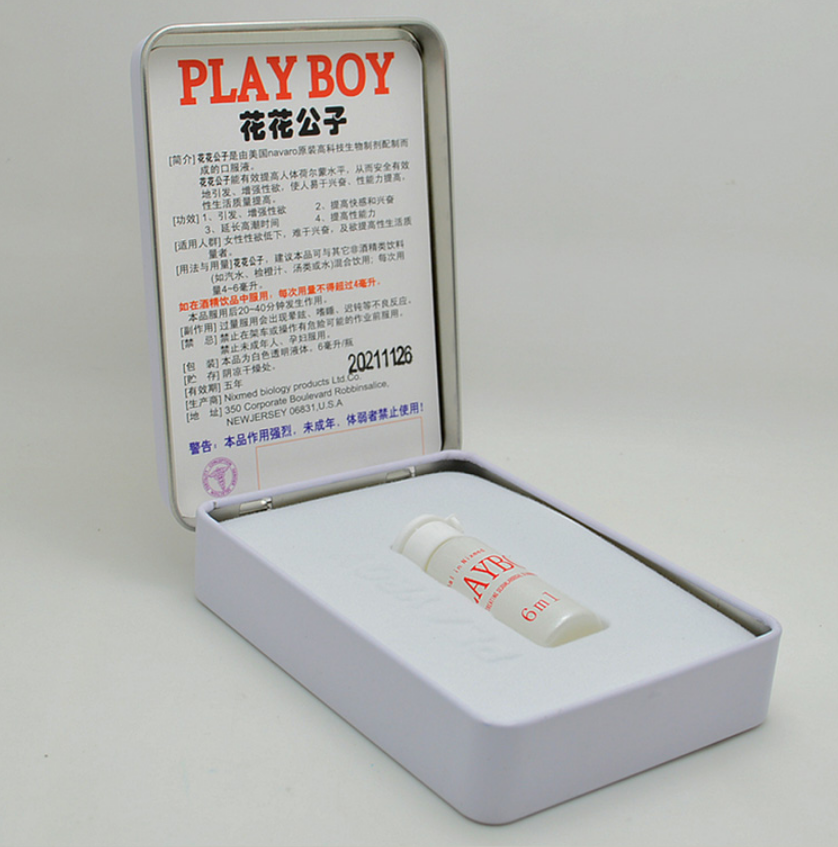 PLAY BOY
花花公子
[简介]花花公子是由美国navaro原装高科技生物制剂配制而
成的口服液。
花花公子能有效提高人体荷尔蒙水平，从而安全有效
地引发、增强性欲，使人易于兴奋、性能力提高，
性生活质量提高。
[功效] 1、引发、增强性欲 2、提高快感和兴奋
3、延长高潮时间 4、提高性能力
[适用人群] 女性性欲低下，难于兴奋，及欲提高性生活质
量者。
[用法与用量]花花公子，建议本品可与其它非酒精类饮料
(如汽水、检橙汁、汤类或水)混合饮用；每次用
量4~6毫升。
如在酒精饮品中服用，每次用量不得超过4毫升。
本品服用后20~40分钟发生作用。
[副作用] 过量服用会出现晕眩、嗜睡、迟钝等不良反应。
[禁 忌] 禁止在驾车或操作有危险可能的作业前服用。
禁止未成年人、孕妇服用。
[包 装] 本品为白色透明液体。6毫升/瓶
[贮 存] 阴凉干燥处。
20211126
[有效期] 五年
[生产商] Nixmed biology products Ltd.Co.
[地 址] 350 Corporate Boulevard Robbinsalice,
NEWJERSEY 06831,U.S.A
警告：本品作用强烈，未成年，体弱者禁止使用！
AYBO
6ml